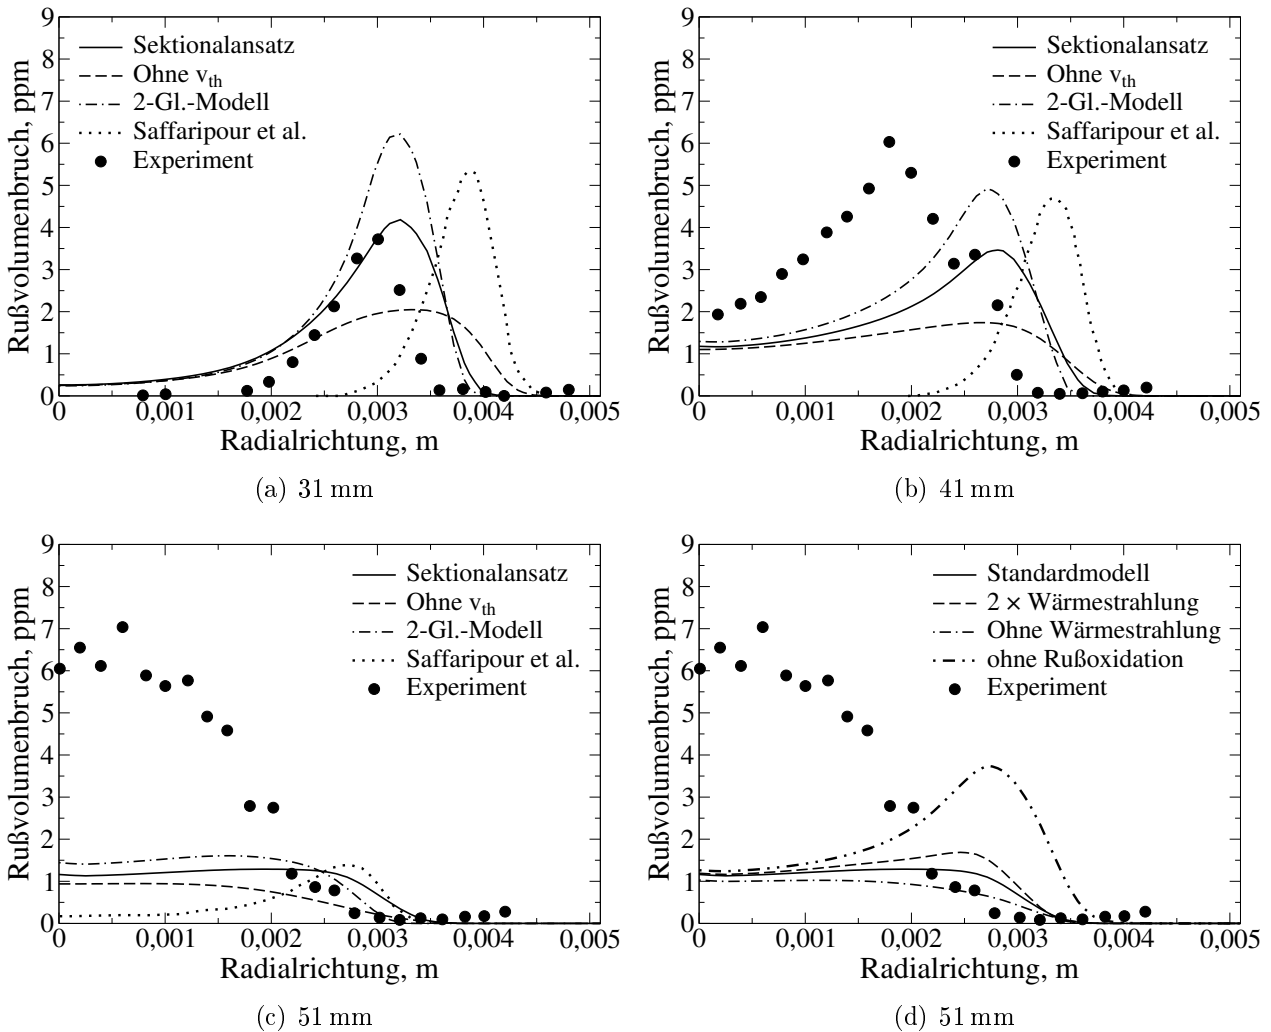 9
8
7
6
5
4
3
2
1
0
Rußvolumenbruch, ppm
Sektionalansatz
Ohne v_th
2-Gl.-Modell
Saffaripour et al.
Experiment
0 0,001 0,002 0,003 0,004 0,005
Radialrichtung, m
(a) 31 mm
9
8
7
6
5
4
3
2
1
0
Rußvolumenbruch, ppm
Sektionalansatz
Ohne v_th
2-Gl.-Modell
Saffaripour et al.
Experiment
0 0,001 0,002 0,003 0,004 0,005
Radialrichtung, m
(b) 41 mm
9
8
7
6
5
4
3
2
1
0
Rußvolumenbruch, ppm
Sektionalansatz
Ohne v_th
2-Gl.-Modell
Saffaripour et al.
Experiment
0 0,001 0,002 0,003 0,004 0,005
Radialrichtung, m
(c) 51 mm
9
8
7
6
5
4
3
2
1
0
Rußvolumenbruch, ppm
Standardmodell
2 × Wärmestrahlung
Ohne Wärmestrahlung
ohne Rußoxidation
Experiment
0 0,001 0,002 0,003 0,004 0,005
Radialrichtung, m
(d) 51 mm